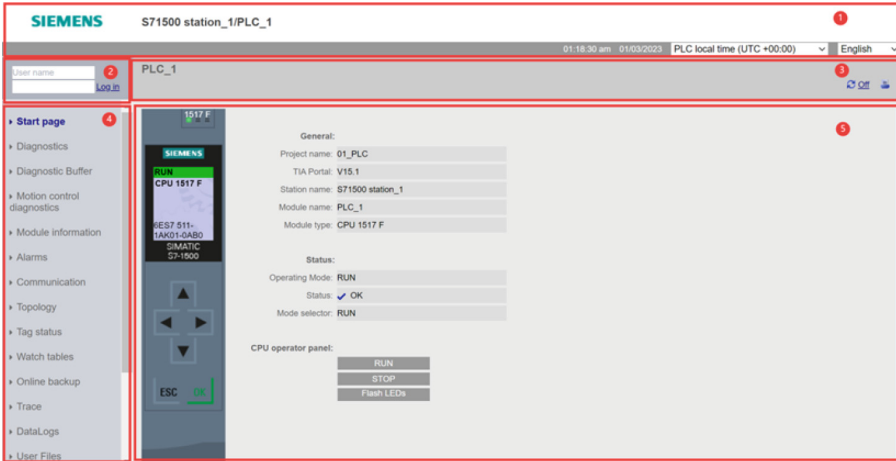 SIEMENS S71500 station_1/PLC_1 1
01:18:30 am 01/03/2023 PLC local time (UTC +00:00) English
User name 2
Log in
PLC_1 3
Off
Start page 4
Diagnostics
Diagnostic Buffer
Motion control
diagnostics
Module information
Alarms
Communication
Topology
Tag status
Watch tables
Online backup
Trace
DataLogs
User Files
1517 F
SIEMENS
RUN
CPU 1517 F
6ES7 511-
1AK01-0AB0
SIMATIC
S7-1500
ESC OK
5
General:
Project name: 01_PLC
TIA Portal: V15.1
Station name: S71500 station_1
Module name: PLC_1
Module type: CPU 1517 F
Status:
Operating Mode: RUN
Status: OK
Mode selector: RUN
CPU operator panel:
RUN
STOP
Flash LEDs